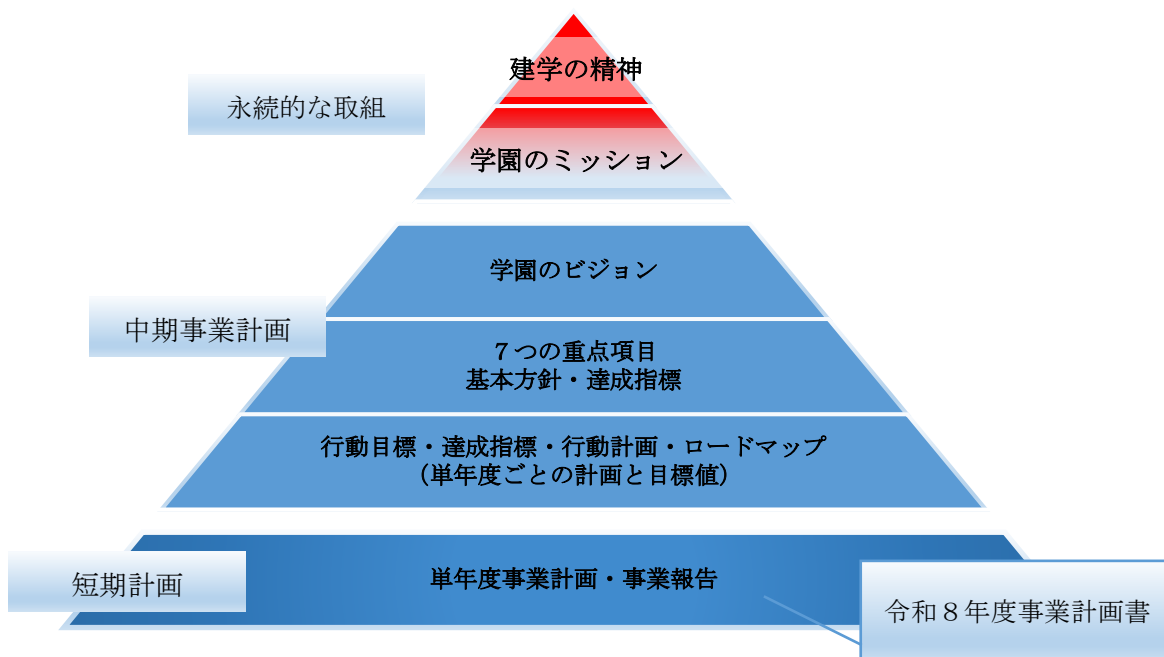 建学の精神
永続的な取組
学園のミッション
学園のビジョン
中期事業計画
７つの重点項目
基本方針・達成指標
行動目標・達成指標・行動計画・ロードマップ
（単年度ごとの計画と目標値）
短期計画
単年度事業計画・事業報告
令和８年度事業計画書